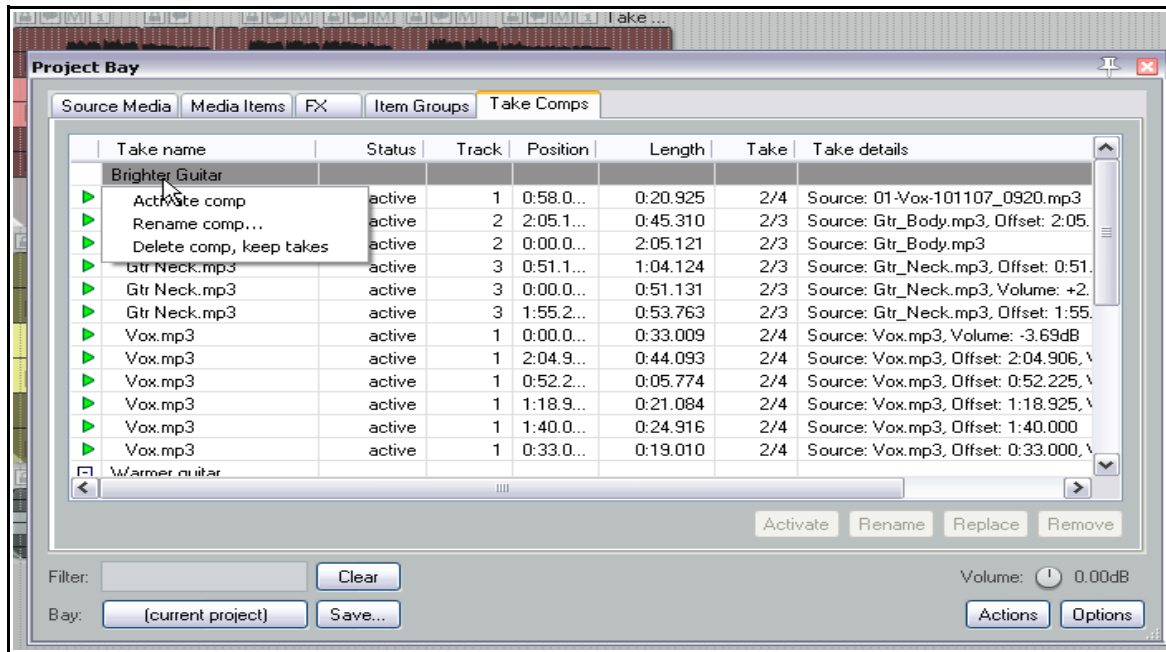 Take ...
Project Bay
Source Media Media Items FX Item Groups Take Comps
Take name Status Track Position Length Take Take details
Brighter Guitar
active 1 0:58.0... 0:20.925 2/4 Source: 01-Vox-101107_0920.mp3
active 2 2:05.1... 0:45.310 2/3 Source: Gtr_Body.mp3, Offset: 2:05.
active 2 0:00.0... 2:05.121 2/3 Source: Gtr_Body.mp3
Gtr Neck.mp3 active 3 0:51.1... 1:04.124 2/3 Source: Gtr_Neck.mp3, Offset: 0:51.
Gtr Neck.mp3 active 3 0:00.0... 0:51.131 2/3 Source: Gtr_Neck.mp3, Volume: +2.
Gtr Neck.mp3 active 3 1:55.2... 0:53.763 2/3 Source: Gtr_Neck.mp3, Offset: 1:55.
Vox.mp3 active 1 0:00.0... 0:33.009 2/4 Source: Vox.mp3, Volume: -3.69dB
Vox.mp3 active 1 2:04.9... 0:44.093 2/4 Source: Vox.mp3, Offset: 2:04.906,
Vox.mp3 active 1 0:52.2... 0:05.774 2/4 Source: Vox.mp3, Offset: 0:52.225,
Vox.mp3 active 1 1:18.9... 0:21.084 2/4 Source: Vox.mp3, Offset: 1:18.925,
Vox.mp3 active 1 1:40.0... 0:24.916 2/4 Source: Vox.mp3, Offset: 1:40.000
Vox.mp3 active 1 0:33.0... 0:19.010 2/4 Source: Vox.mp3, Offset: 0:33.000,
Warmer guitar
Activate comp
Rename comp...
Delete comp, keep takes
Activate Rename Replace Remove
Filter: Clear Volume: 0.00dB
Bay: (current project) Save... Actions Options